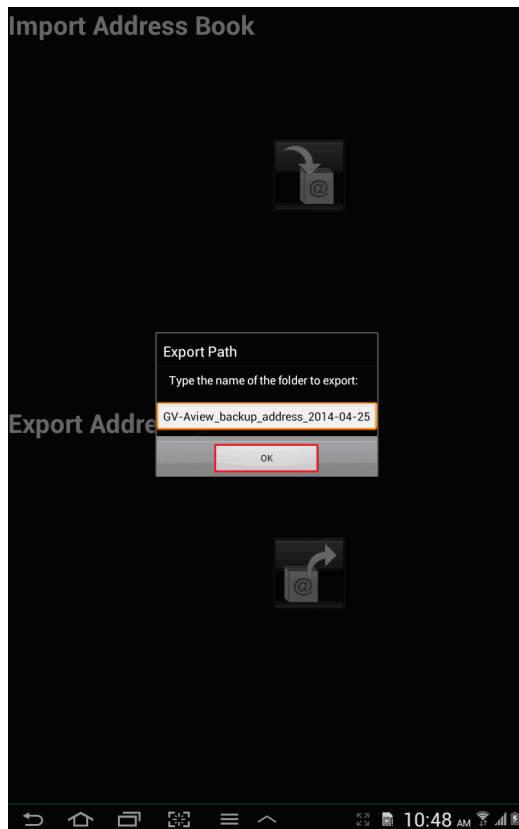 Import Address Book
@
Export Path
Type the name of the folder to export:
GV-Aview_backup_address_2014-04-25
Export Addre
OK
@
10:48 AM